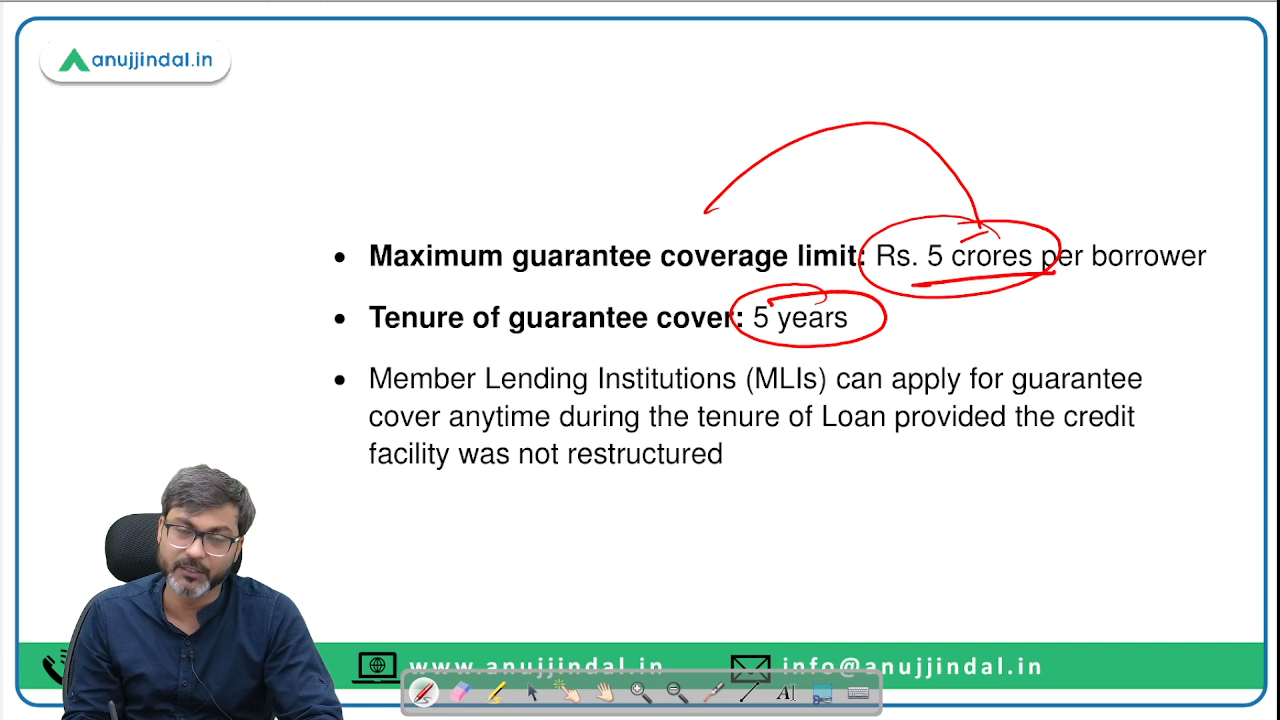 anujjindal.in
Maximum guarantee coverage limit: Rs. 5 crores per borrower
Tenure of guarantee cover: 5 years
Member Lending Institutions (MLIs) can apply for guarantee
cover anytime during the tenure of Loan provided the credit
facility was not restructured
www.anujjindal.in info@anujjindal.in
A